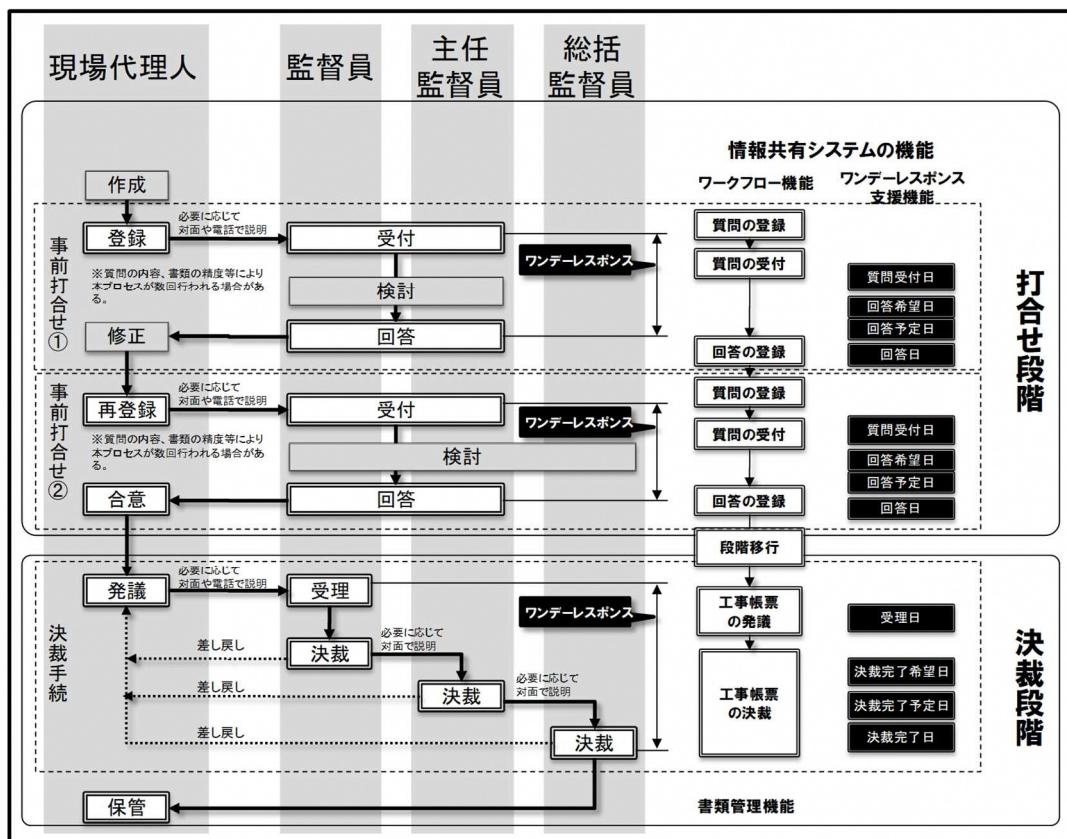 現場代理人
監督員
主任
監督員
総括
監督員
情報共有システムの機能
ワークフロー機能
ワンデーレスポンス
支援機能
打合せ段階
作成
事前打合せ①
登録
必要に応じて
対面や電話で説明
受付
ワンデーレスポンス
質問の登録
質問の受付
※質問の内容、書類の精度等により
本プロセスが数回行われる場合があ
る。
検討
質問受付日
回答希望日
回答予定日
回答日
修正
回答
回答の登録
事前打合せ②
再登録
必要に応じて
対面や電話で説明
受付
ワンデーレスポンス
質問の登録
質問の受付
※質問の内容、書類の精度等により
本プロセスが数回行われる場合があ
る。
検討
質問受付日
回答希望日
回答予定日
回答日
合意
回答
回答の登録
段階移行
決裁段階
決裁手続
発議
必要に応じて
対面や電話で説明
受理
ワンデーレスポンス
工事帳票
の発議
受理日
差し戻し
決裁
必要に応じて
対面で説明
差し戻し
決裁
必要に応じて
対面で説明
工事帳票
の決裁
決裁完了希望日
決裁完了予定日
決裁完了日
差し戻し
決裁
保管
書類管理機能